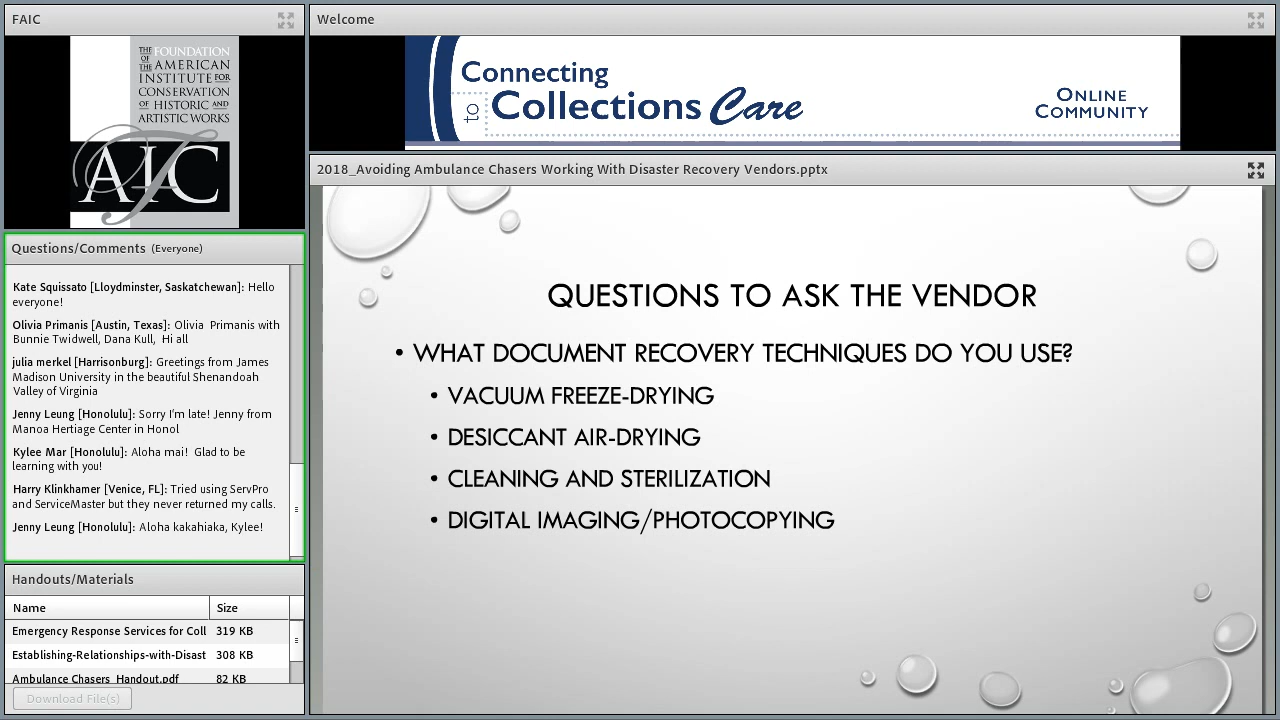 FAIC
THE FOUNDATION
OF THE AMERICAN
INSTITUTE FOR
CONSERVATION
OF HISTORIC AND
ARTISTIC WORKS
AIC
Questions/Comments (Everyone)
Kate Squissato [Lloydminster, Saskatchewan]: Hello
everyone!
Olivia Primanis [Austin, Texas]: Olivia Primanis with
Bunnie Twidwell, Dana Kull, Hi all
julia merkel [Harrisonburg]: Greetings from James
Madison University in the beautiful Shenandoah
Valley of Virginia
Jenny Leung [Honolulu]: Sorry I'm late! Jenny from
Manoa Hertiage Center in Honol
Kylee Mar [Honolulu]: Aloha mai! Glad to be
learning with you!
Harry Klinkhamer [Venice, FL]: Tried using ServPro
and ServiceMaster but they never returned my calls.
Jenny Leung [Honolulu]: Aloha kakahiaka, Kylee!
Handouts/Materials
Name Size
Emergency Response Services for Coll 319 KB
Establishing-Relationships-with-Disast 308 KB
Ambulance Chasers_Handout.pdf 82 KB
Download File(s)
Welcome
Connecting
to Collections Care
ONLINE
COMMUNITY
2018_Avoiding Ambulance Chasers Working With Disaster Recovery Vendors.pptx
QUESTIONS TO ASK THE VENDOR
• WHAT DOCUMENT RECOVERY TECHNIQUES DO YOU USE?
• VACUUM FREEZE-DRYING
• DESICCANT AIR-DRYING
• CLEANING AND STERILIZATION
• DIGITAL IMAGING/PHOTOCOPYING